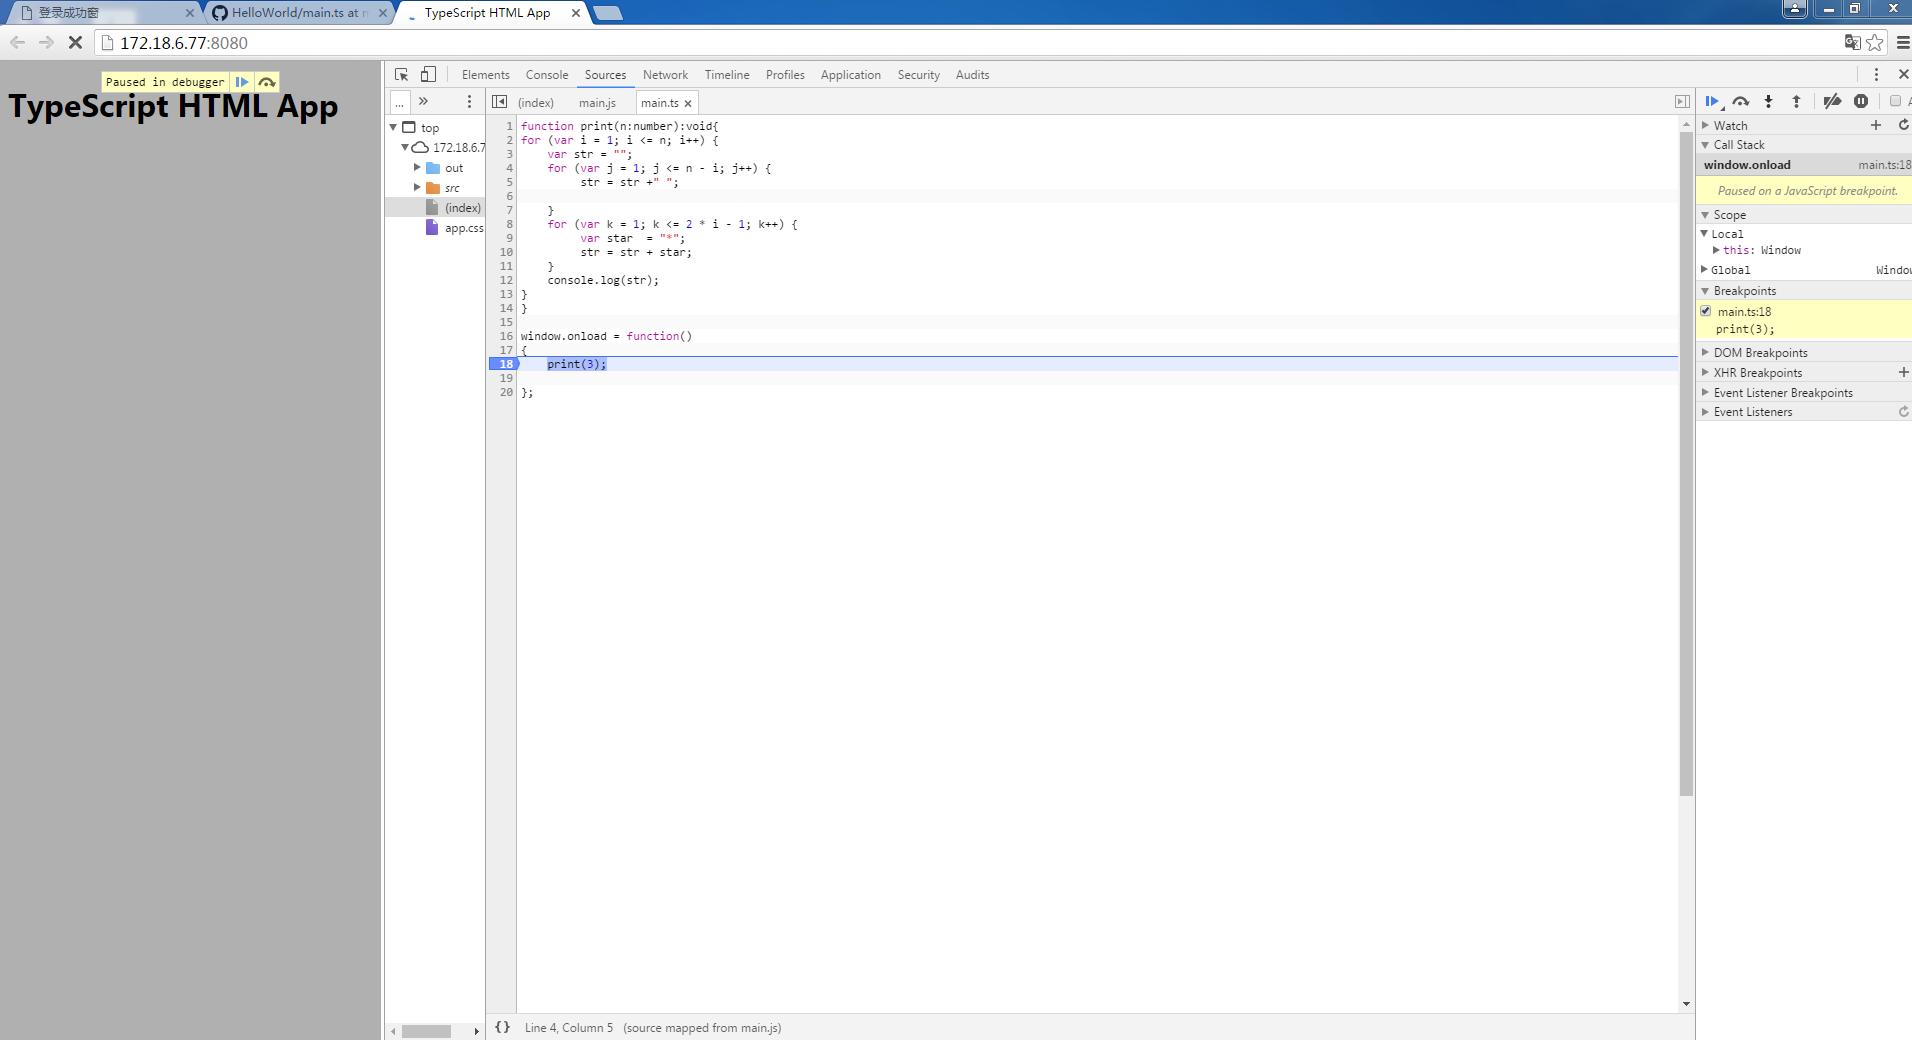 登录成功窗
HelloWorld/main.ts at
TypeScript HTML App
172.18.6.77:8080
Paused in debugger
TypeScript HTML App
Elements Console Sources Network Timeline Profiles Application Security Audits
... »
(index) main.js main.ts
top
172.18.6.7
out
src
(index)
app.css
1 function print(n:number):void{
2 for (var i = 1; i <= n; i++) {
3 var str = "";
4 for (var j = 1; j <= n - i; j++) {
5 str = str +" ";
6
7 }
8 for (var k = 1; k <= 2 * i - 1; k++) {
9 var star  = "*";
10 str = str + star;
11 }
12 console.log(str);
13 }
14 }
15
16 window.onload = function()
17 {
18 print(3);
19
20 };
{} Line 4, Column 5 (source mapped from main.js)
Watch
Call Stack
window.onload main.ts:18
Paused on a JavaScript breakpoint.
Scope
Local
this: Window
Global Windo
Breakpoints
main.ts:18
print(3);
DOM Breakpoints
XHR Breakpoints
Event Listener Breakpoints
Event Listeners